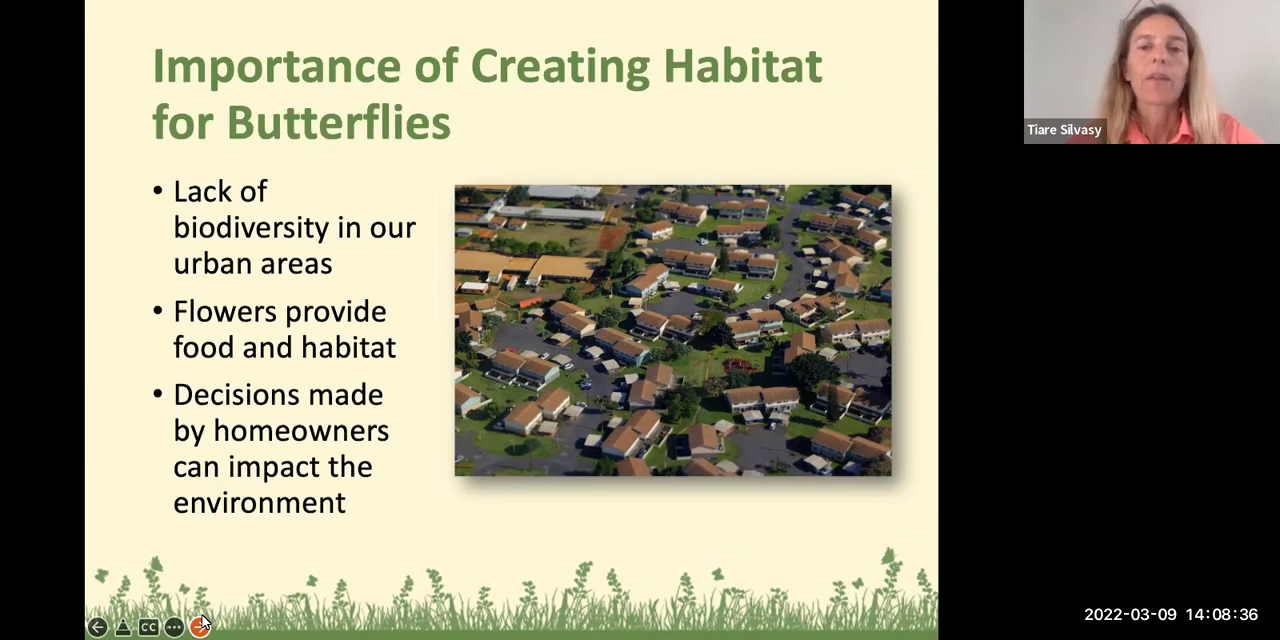 Importance of Creating Habitat
for Butterflies
• Lack of
biodiversity in our
urban areas
• Flowers provide
food and habitat
• Decisions made
by homeowners
can impact the
environment
Tiare Silvasy
CC
2022-03-09 14:08:36